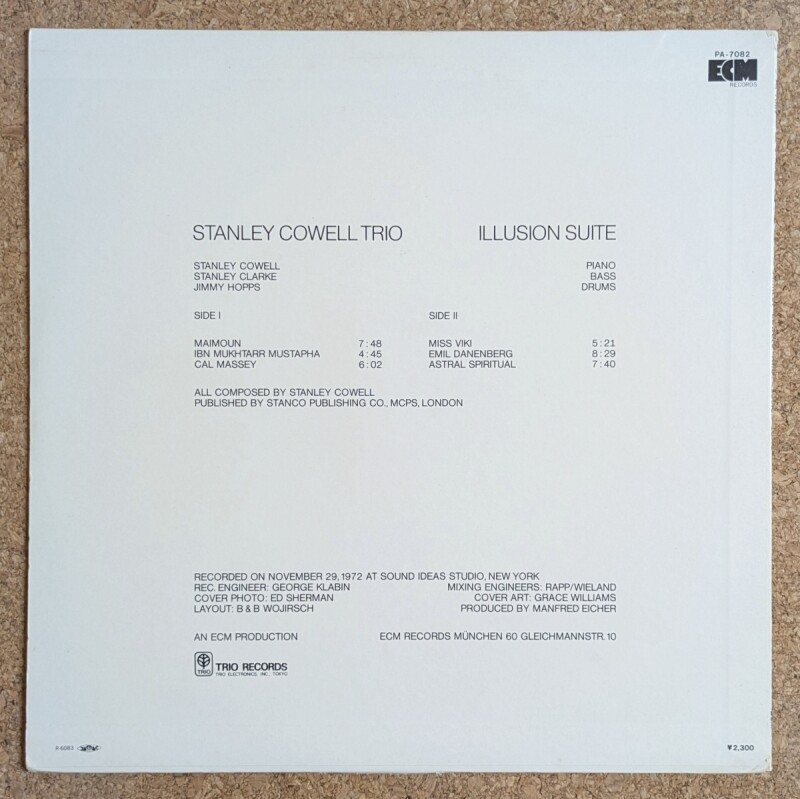 PA-7082
ECM
RECORDS
STANLEY COWELL TRIO ILLUSION SUITE
STANLEY COWELL PIANO
STANLEY CLARKE BASS
JIMMY HOPPS DRUMS
SIDE I SIDE II
MAIMOUN 7:48 MISS VIKI 5:21
IBN MUKHTARR MUSTAPHA 4:45 EMIL DANENBERG 8:29
CAL MASSEY 6:02 ASTRAL SPIRITUAL 7:40
ALL COMPOSED BY STANLEY COWELL
PUBLISHED BY STANCO PUBLISHING CO., MCPS, LONDON
RECORDED ON NOVEMBER 29, 1972 AT SOUND IDEAS STUDIO, NEW YORK
REC. ENGINEER: GEORGE KLABIN MIXING ENGINEERS: RAPP/WIELAND
COVER PHOTO: ED SHERMAN COVER ART: GRACE WILLIAMS
LAYOUT: B & B WOJIRSCH PRODUCED BY MANFRED EICHER
AN ECM PRODUCTION ECM RECORDS MÜNCHEN 60 GLEICHMANNSTR. 10
TRIO TRIO RECORDS
TRIO ELECTRONICS, INC. TOKYO
¥2,300